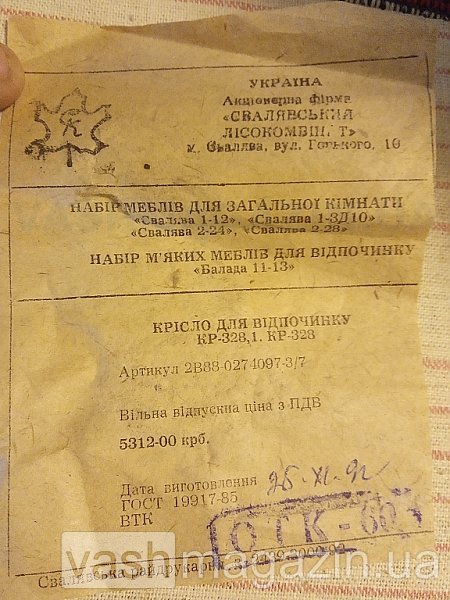 УКРАЇНА
Акціонерна фірма
«СВАЛЯВСЬКИЙ
ЛІСОКОМБІН Т»
м. Свалява, вул. Горького, 10
НАБІР МЕБЛІВ ДЛЯ ЗАГАЛЬНОЇ КІМНАТИ
«Свалява 1-12», «Свалява 1-3Д10»
«Свалява 2-24», «Свалява 2-28»
НАБІР М'ЯКИХ МЕБЛІВ ДЛЯ ВІДПОЧИНКУ
«Балада 11-13»
КРІСЛО ДЛЯ ВІДПОЧИНКУ
КР-328,1. КР-328
Артикул 2В88-0274097-3/7
Вільна відпускна ціна з ПДВ
5312-00 крб.
Дата виготовлення 25.XI.92
ГОСТ 19917-85
ВТК
ОТК-
Свалявська райдрукарня
vashmagazin.ua